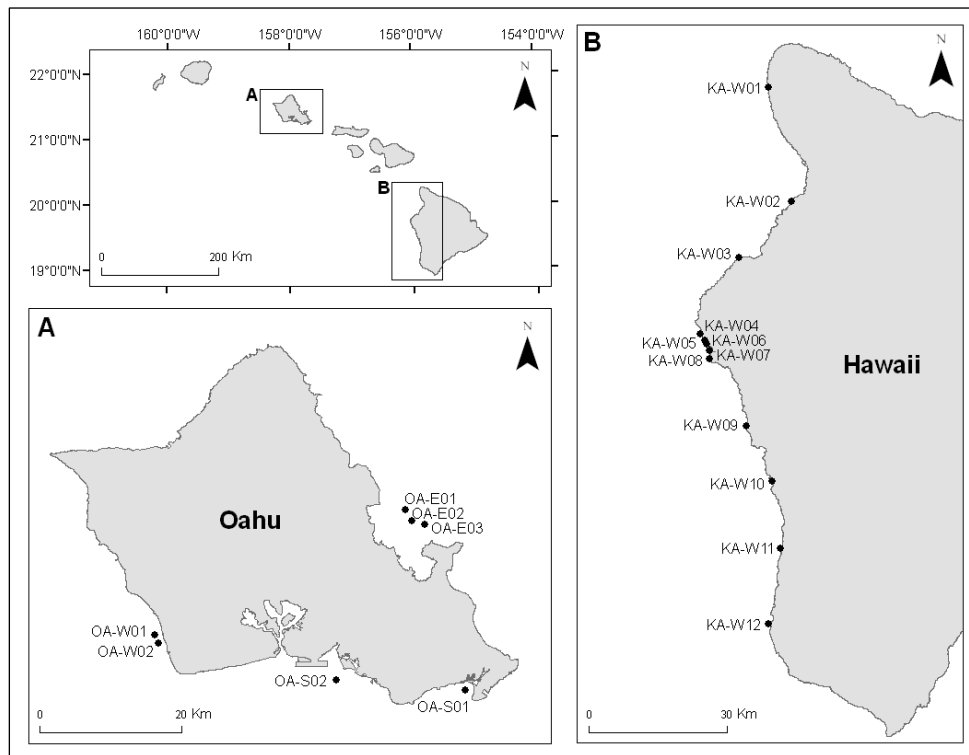 160°0'0"W
158°0'0"W
156°0'0"W
154°0'0"W
22°0'0"N
21°0'0"N
20°0'0"N
19°0'0"N
N
A
B
0
200 Km
A
N
Oahu
OA-E01
OA-E02
OA-E03
OA-W01
OA-W02
OA-S02
OA-S01
0
20 Km
B
N
KA-W01
KA-W02
KA-W03
KA-W04
KA-W05
KA-W06
KA-W07
KA-W08
Hawaii
KA-W09
KA-W10
KA-W11
KA-W12
0
30 Km